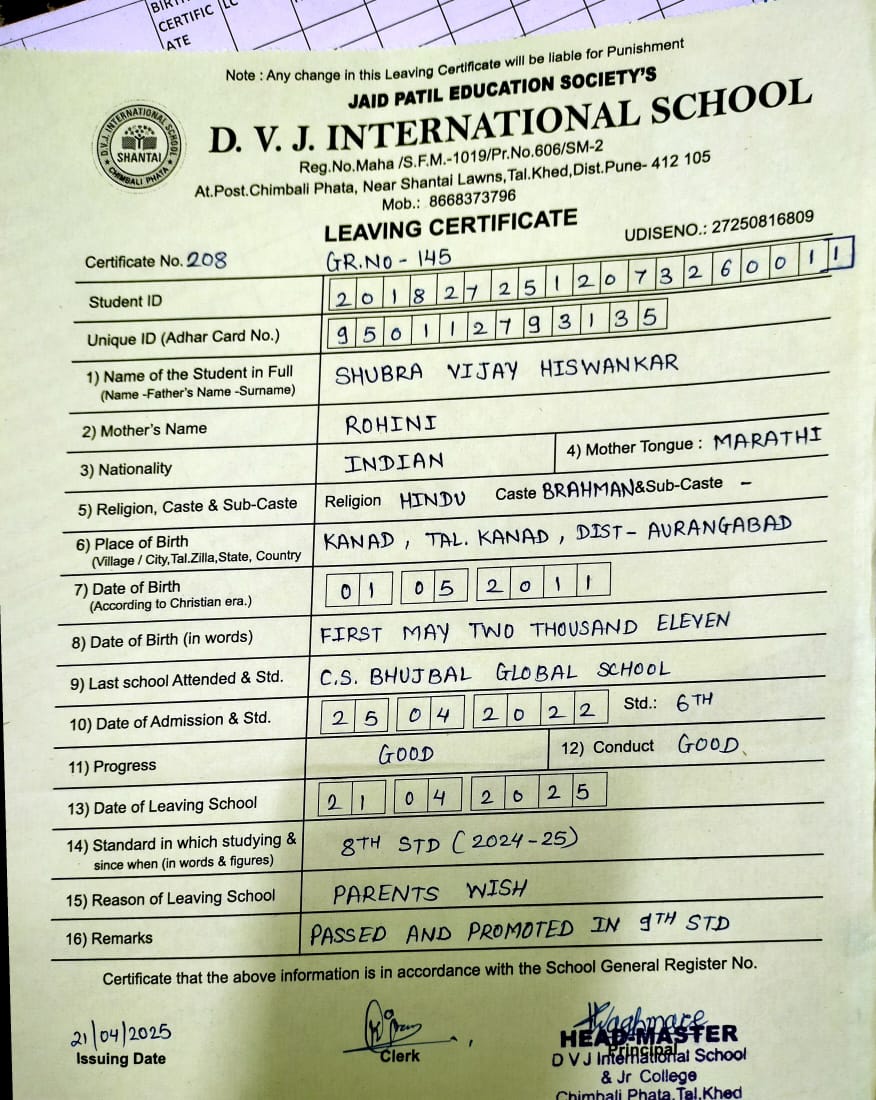 BIRTH
CERTIFIC
ATE
LC
Note : Any change in this Leaving Certificate will be liable for Punishment
JAID PATIL EDUCATION SOCIETY'S
D. V. J. INTERNATIONAL SCHOOL
D.V.J. INTERNATIONAL SCHOOL
SHANTAI
CHIMBALI PHATA
Reg.No.Maha /S.F.M.-1019/Pr.No.606/SM-2
At.Post.Chimbali Phata, Near Shantai Lawns,Tal.Khed,Dist.Pune- 412 105
Mob.: 8668373796
LEAVING CERTIFICATE
UDISENO.: 27250816809
Certificate No. 208 GR.NO - 145
Student ID 2018272512073260011
Unique ID (Adhar Card No.) 950112793135
1) Name of the Student in Full SHUBRA VIJAY HISWANKAR
(Name -Father's Name -Surname)
2) Mother's Name ROHINI
3) Nationality INDIAN 4) Mother Tongue : MARATHI
5) Religion, Caste & Sub-Caste Religion HINDU Caste BRAHMAN &Sub-Caste -
6) Place of Birth KANAD, TAL. KANAD, DIST- AURANGABAD
(Village / City,Tal.Zilla,State, Country
7) Date of Birth 01 05 2011
(According to Christian era.)
8) Date of Birth (in words) FIRST MAY TWO THOUSAND ELEVEN
9) Last school Attended & Std. C.S. BHUJBAL GLOBAL SCHOOL
10) Date of Admission & Std. 25 04 2022 Std.: 6TH
11) Progress GOOD 12) Conduct GOOD
13) Date of Leaving School 21 04 2025
14) Standard in which studying & 8TH STD (2024-25)
since when (in words & figures)
15) Reason of Leaving School PARENTS WISH
16) Remarks PASSED AND PROMOTED IN 9TH STD
Certificate that the above information is in accordance with the School General Register No.
21/04/2025 Waghmare
Issuing Date Clerk HEAD-MASTER
Principal
D V J International School
& Jr College
Chimbali Phata,Tal.Khed